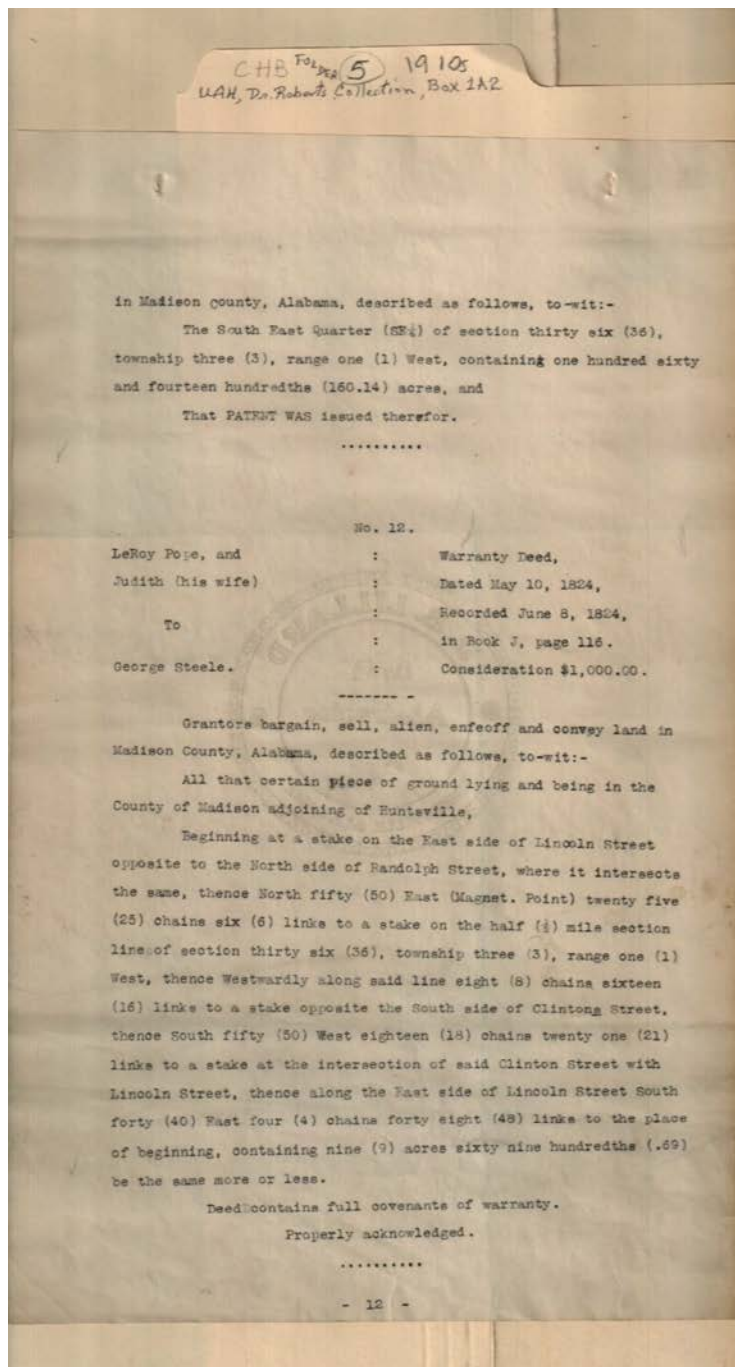 CHB FOLDER 5 1910s
UAH, Dr. Roberts Collection, Box 1A2
in Madison county, Alabama, described as follows, to-wit:-
The South East Quarter (SE¼) of section thirty six (36),
township three (3), range one (1) West, containing one hundred sixty
and fourteen hundredths (160.14) acres, and
That PATENT WAS issued therefor.
..........
No. 12.
LeRoy Pope, and : Warranty Deed,
Judith (his wife) : Dated May 10, 1824,
To : Recorded June 8, 1824,
: in Book J, page 116.
George Steele. : Consideration $1,000.00.
------- -
Grantors bargain, sell, alien, enfeoff and convey land in
Madison County, Alabama, described as follows, to-wit:-
All that certain piece of ground lying and being in the
County of Madison adjoining of Huntsville,
Beginning at a stake on the East side of Lincoln Street
opposite to the North side of Randolph Street, where it intersects
the same, thence North fifty (50) East (Magnet. Point) twenty five
(25) chains six (6) links to a stake on the half (½) mile section
line of section thirty six (36), township three (3), range one (1)
West, thence Westwardly along said line eight (8) chains sixteen
(16) links to a stake opposite the South side of Clintons Street,
thence South fifty (50) West eighteen (18) chains twenty one (21)
links to a stake at the intersection of said Clinton Street with
Lincoln Street, thence along the East side of Lincoln Street South
forty (40) East four (4) chains forty eight (48) links to the place
of beginning, containing nine (9) acres sixty nine hundredths (.69)
be the same more or less.
Deed contains full covenants of warranty.
Properly acknowledged.
..........
- 12 -